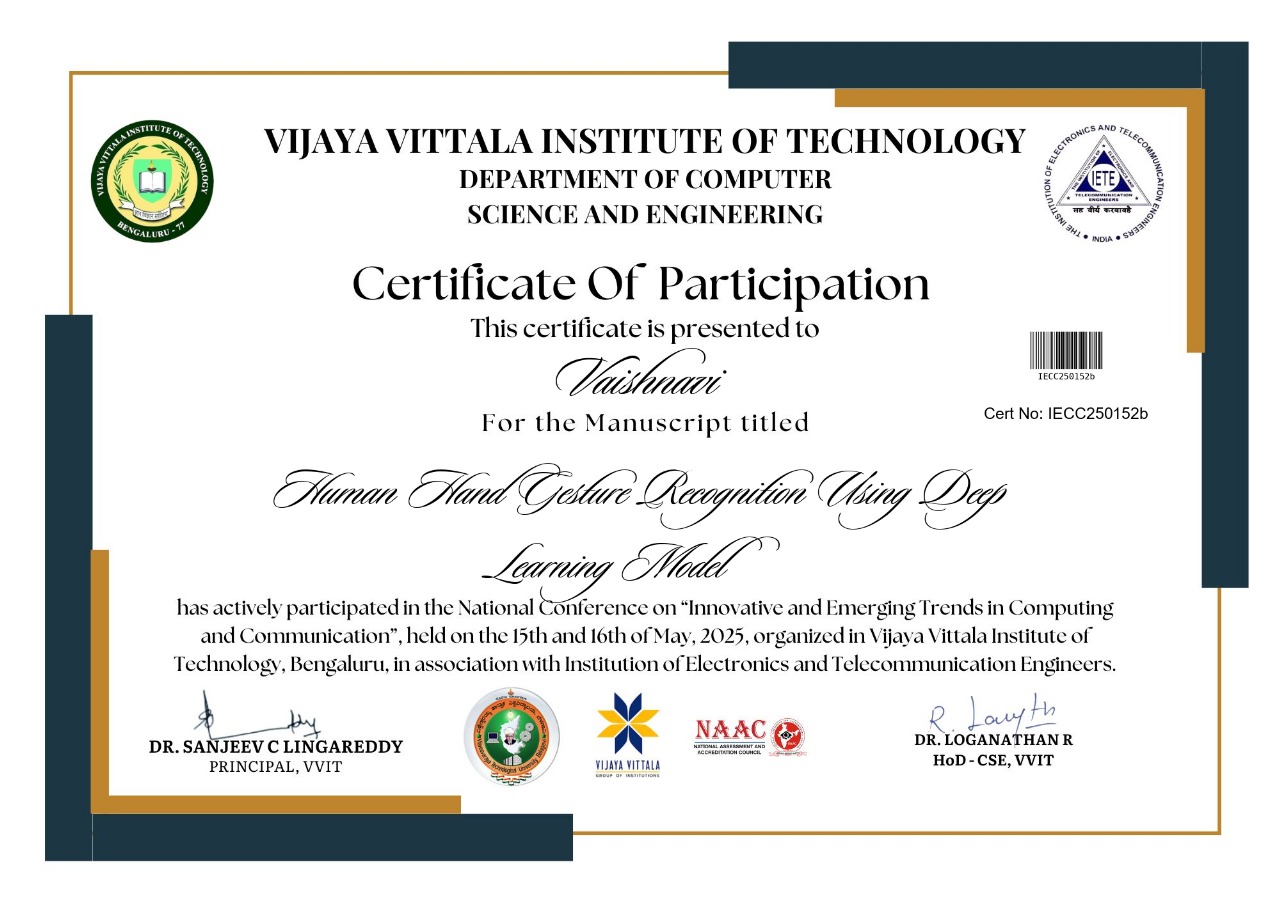 VIJAYA VITTALA INSTITUTE OF TECHNOLOGY
BENGALURU - 77
VIJAYA VITTALA INSTITUTE OF TECHNOLOGY
DEPARTMENT OF COMPUTER
SCIENCE AND ENGINEERING
THE INSTITUTION OF ELECTRONICS AND TELECOMMUNICATION ENGINEERS
INDIA
IETE
TELECOMMUNICATION
ENGINEERS
सह वीर्यं करवावहै
Certificate Of Participation
This certificate is presented to
Vaishnavi
IECC250152b
Cert No: IECC250152b
For the Manuscript titled
Human Hand Gesture Recognition Using Deep
Learning Model
has actively participated in the National Conference on “Innovative and Emerging Trends in Computing
and Communication”, held on the 15th and 16th of May, 2025, organized in Vijaya Vittala Institute of
Technology, Bengaluru, in association with Institution of Electronics and Telecommunication Engineers.
DR. SANJEEV C LINGAREDDY
PRINCIPAL, VVIT
VIJAYA VITTALA
GROUP OF INSTITUTIONS
NAAC
NATIONAL ASSESSMENT AND
ACCREDITATION COUNCIL
DR. LOGANATHAN R
HoD - CSE, VVIT